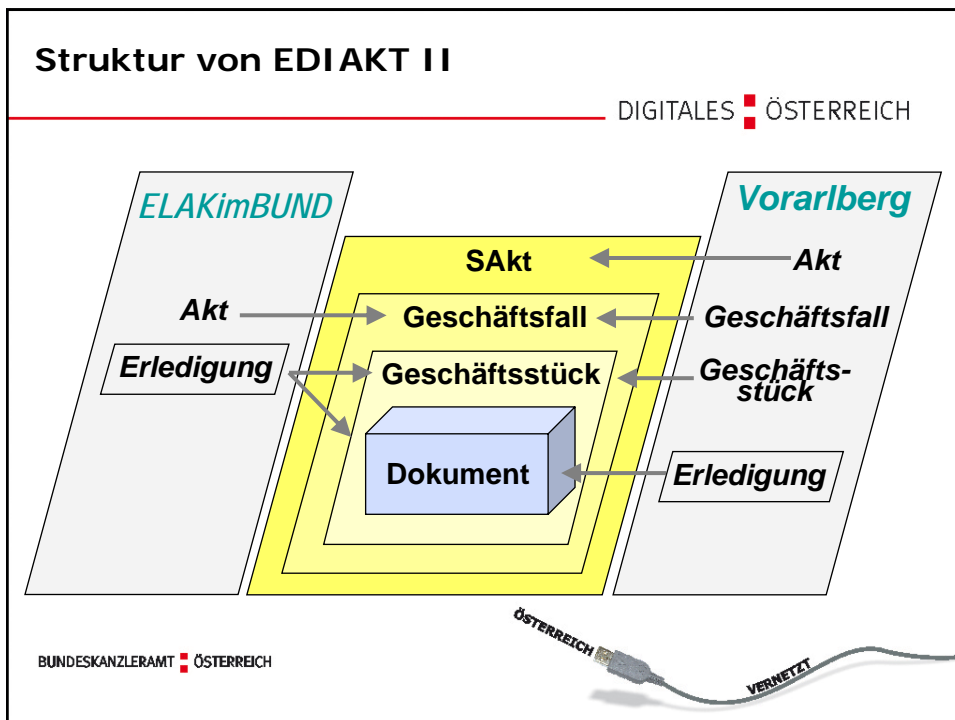 Struktur von EDIAKT II
DIGITALES ÖSTERREICH
ELAKimBUND
Vorarlberg
SAkt
Akt
Akt
Geschäftsfall
Geschäftsfall
Erledigung
Geschäftsstück
Geschäfts-
stück
Dokument
Erledigung
BUNDESKANZLERAMT ÖSTERREICH
ÖSTERREICH
VERNETZT